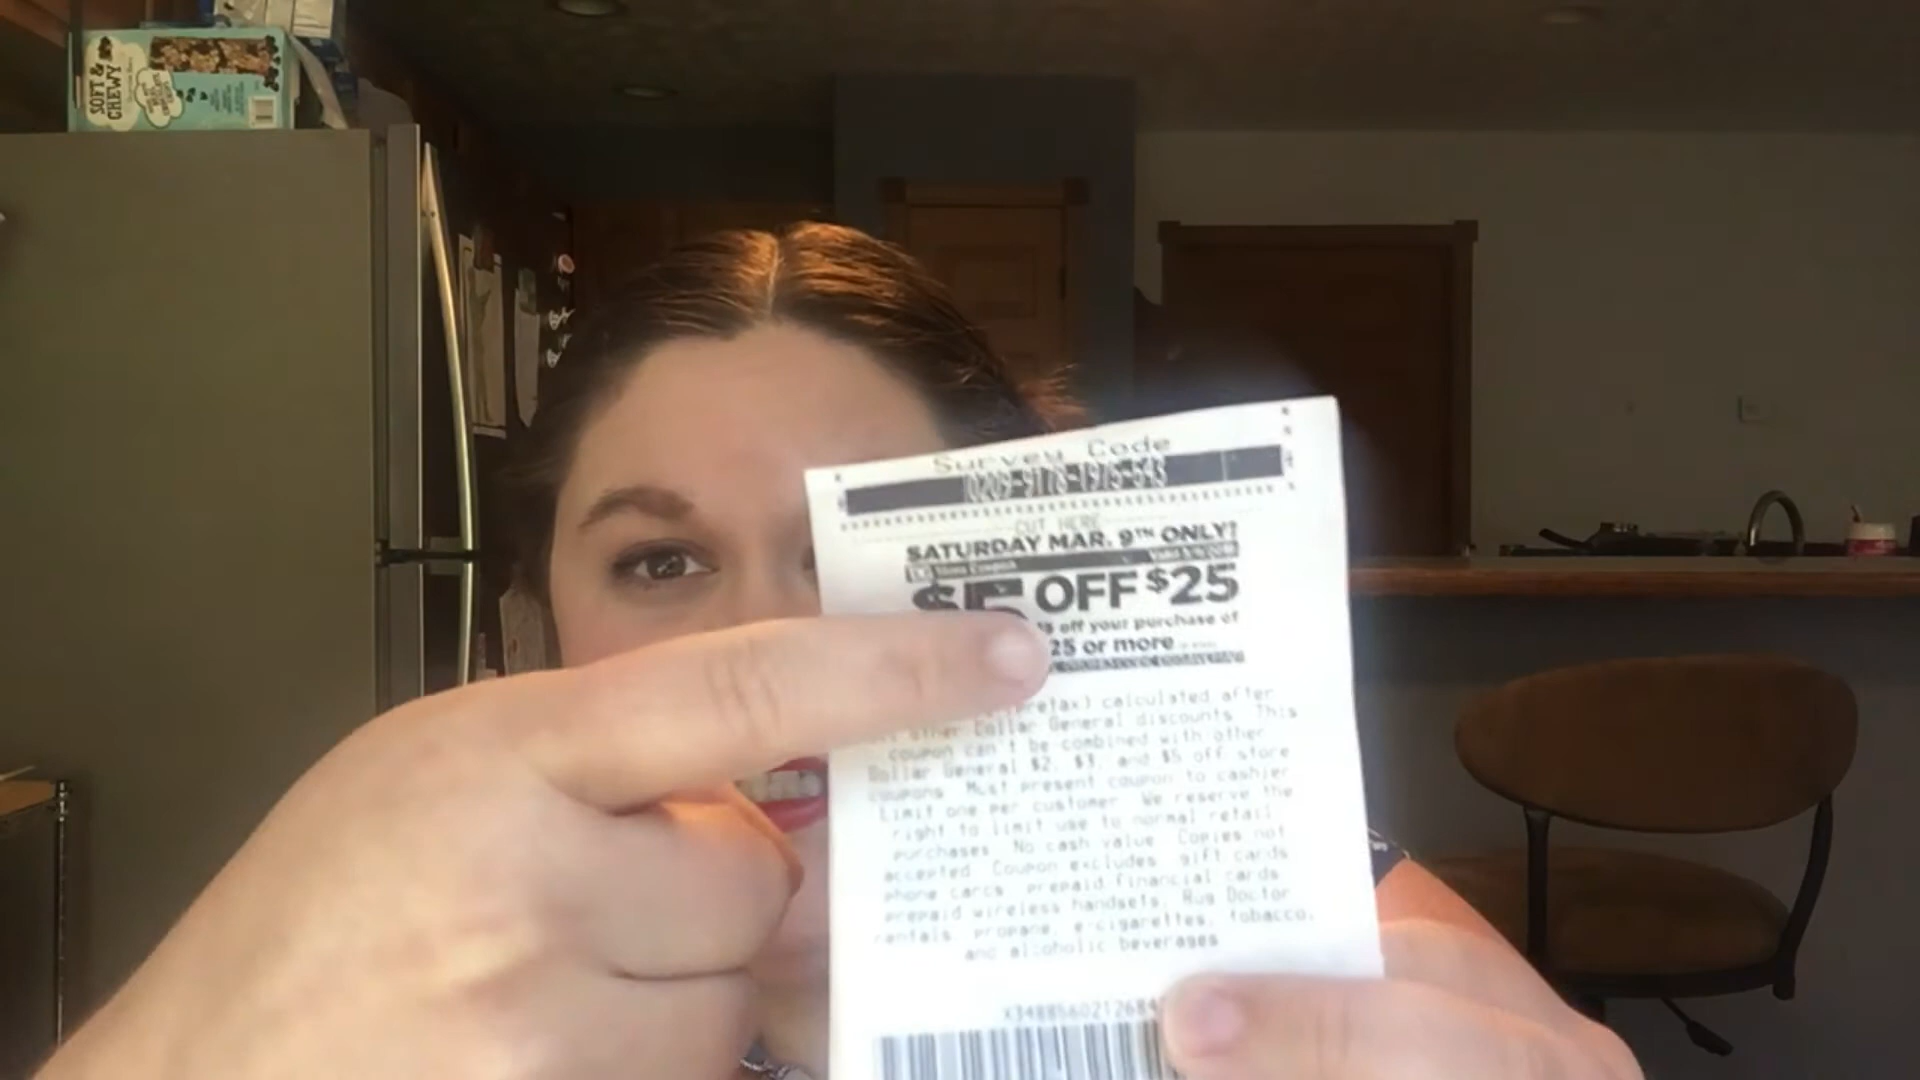 SOFT &
CHEWY
Survey Code
CUT HERE
SATURDAY MAR. 9TH ONLY!
Store Coupon
$5 OFF $25
off your purchase of
25 or more
calculated after
other Dollar General discounts. This
coupon can't be combined with other
Dollar General $2, $3, and $5 off store
coupons. Must present coupon to cashier
Limit one per customer. We reserve the
right to limit use to normal retail
purchases. No cash value. Copies not
accepted. Coupon excludes: gift cards
phone cards, prepaid financial cards
prepaid wireless handsets, Rug Doctor
rentals, propane, e-cigarettes, tobacco,
and alcoholic beverages